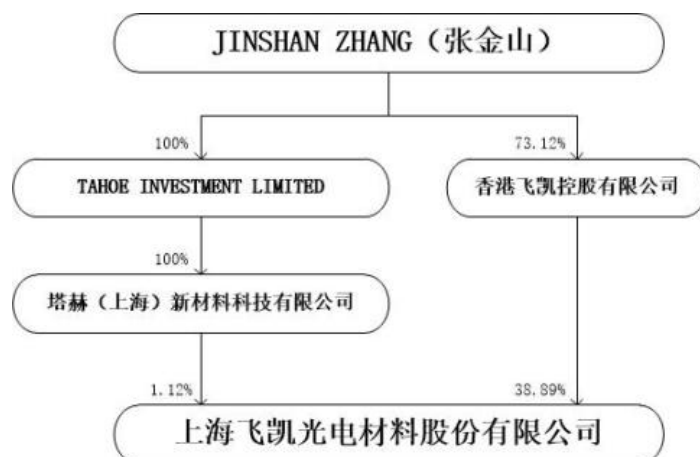 JINSHAN ZHANG（张金山）
100%
73.12%
TAHOE INVESTMENT LIMITED
香港飞凯控股有限公司
100%
塔赫（上海）新材料科技有限公司
1.12%
38.89%
上海飞凯光电材料股份有限公司